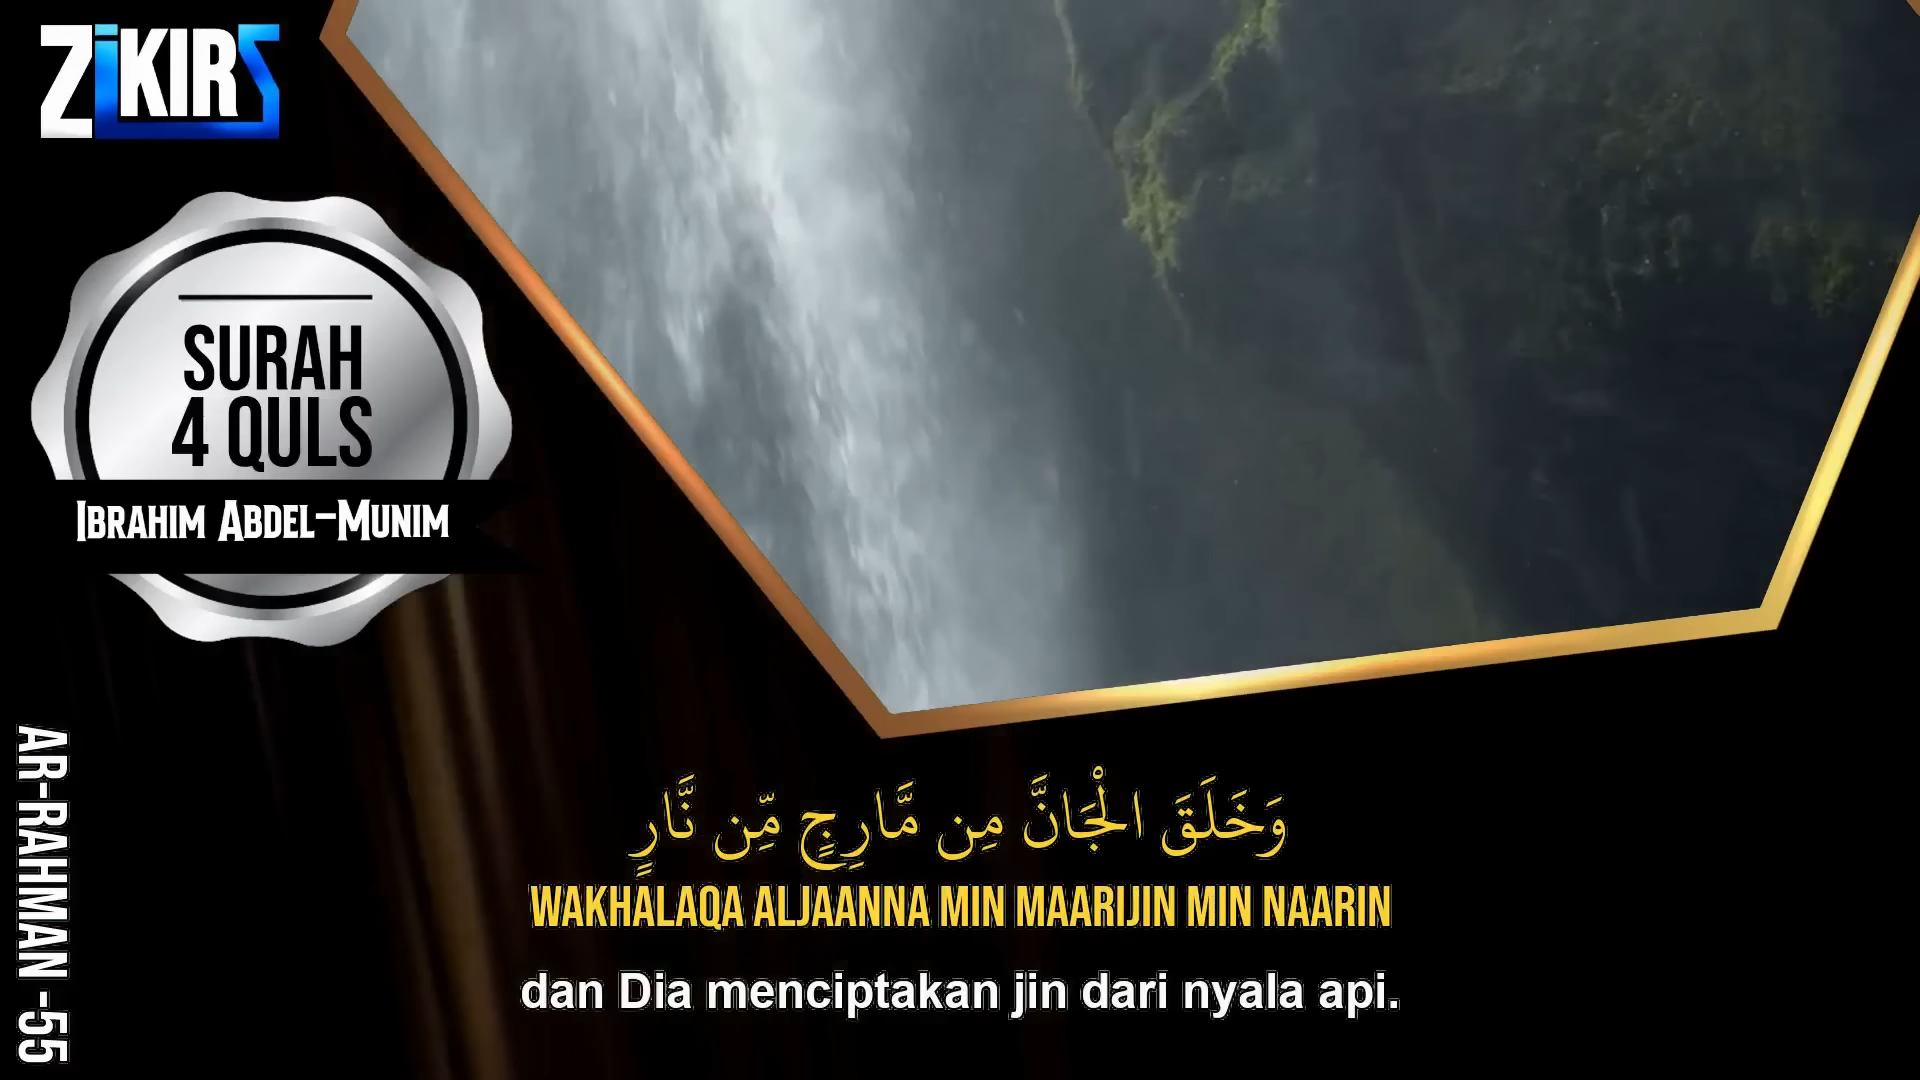 ZiKIRS
SURAH
4 QULS
IBRAHIM ABDEL-MUNIM
AR-RAHMAN -55
وَخَلَقَ الْجَانَّ مِن مَّارِجٍ مِّن نَّارٍ
WAKHALAQA ALJAANNA MIN MAARIJIN MIN NAARIN
dan Dia menciptakan jin dari nyala api.